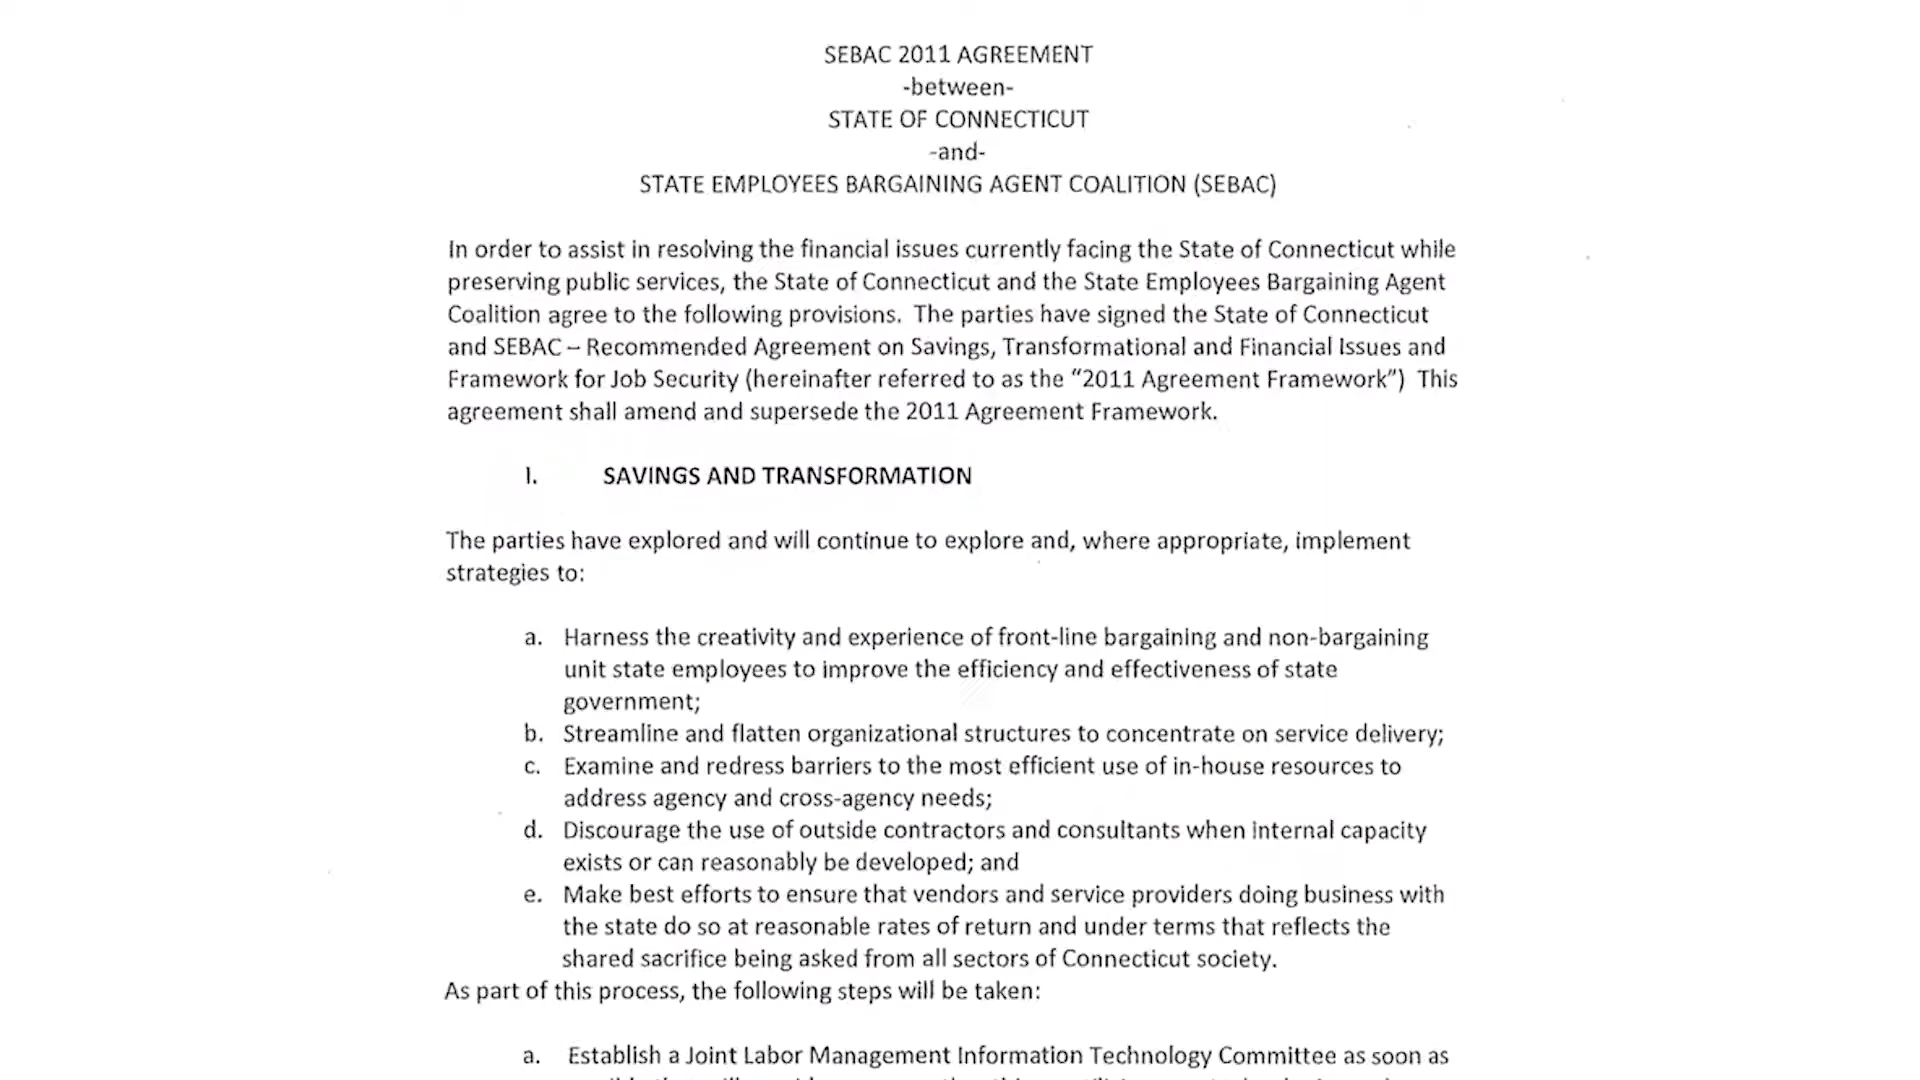 SEBAC 2011 AGREEMENT
-between-
STATE OF CONNECTICUT
-and-
STATE EMPLOYEES BARGAINING AGENT COALITION (SEBAC)
In order to assist in resolving the financial issues currently facing the State of Connecticut while
preserving public services, the State of Connecticut and the State Employees Bargaining Agent
Coalition agree to the following provisions. The parties have signed the State of Connecticut
and SEBAC – Recommended Agreement on Savings, Transformational and Financial Issues and
Framework for Job Security (hereinafter referred to as the “2011 Agreement Framework”) This
agreement shall amend and supersede the 2011 Agreement Framework.
I. SAVINGS AND TRANSFORMATION
The parties have explored and will continue to explore and, where appropriate, implement
strategies to:
a. Harness the creativity and experience of front-line bargaining and non-bargaining
unit state employees to improve the efficiency and effectiveness of state
government;
b. Streamline and flatten organizational structures to concentrate on service delivery;
c. Examine and redress barriers to the most efficient use of in-house resources to
address agency and cross-agency needs;
d. Discourage the use of outside contractors and consultants when internal capacity
exists or can reasonably be developed; and
e. Make best efforts to ensure that vendors and service providers doing business with
the state do so at reasonable rates of return and under terms that reflects the
shared sacrifice being asked from all sectors of Connecticut society.
As part of this process, the following steps will be taken:
a. Establish a Joint Labor Management Information Technology Committee as soon as